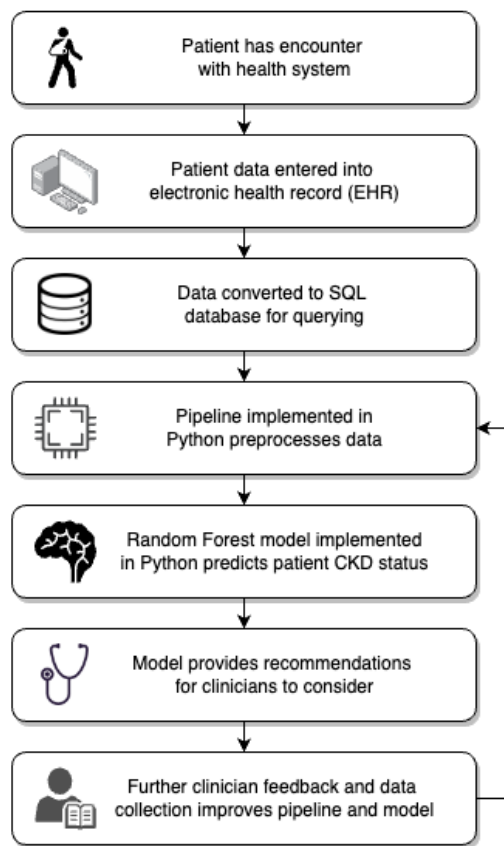 Patient has encounter
with health system
Patient data entered into
electronic health record (EHR)
Data converted to SQL
database for querying
Pipeline implemented in
Python preprocesses data
Random Forest model implemented
in Python predicts patient CKD status
Model provides recommendations
for clinicians to consider
Further clinician feedback and data
collection improves pipeline and model